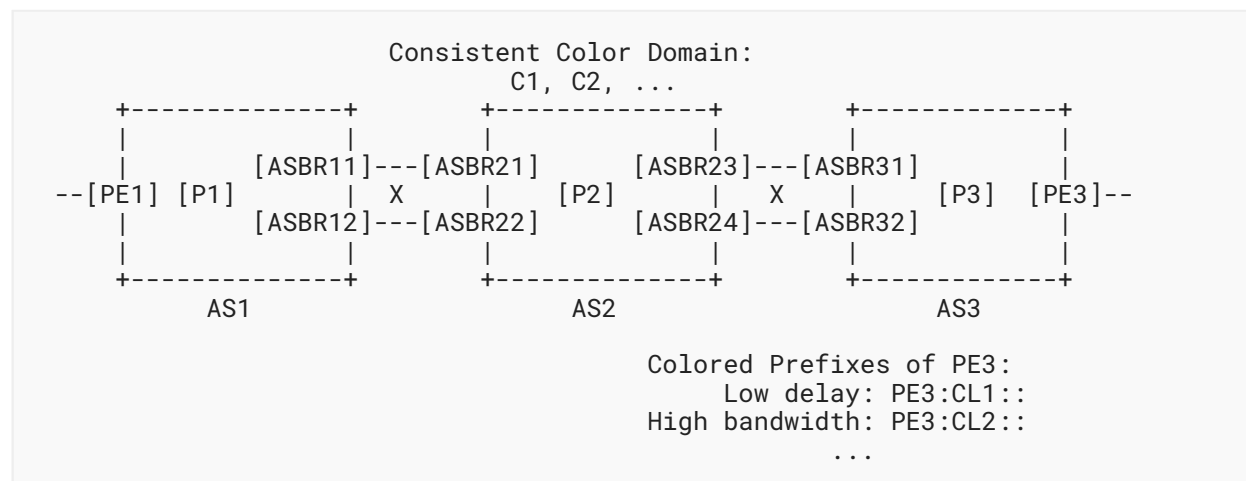 Consistent Color Domain:
C1, C2, ...
+--------------+ +--------------+ +-------------+
| | | | | |
| [ASBR11]---[ASBR21] [ASBR23]---[ASBR31] |
--[PE1] [P1] | X | [P2] | X | [P3] [PE3]--
| [ASBR12]---[ASBR22] [ASBR24]---[ASBR32] |
| | | | | |
+--------------+ +--------------+ +-------------+
AS1 AS2 AS3
Colored Prefixes of PE3:
Low delay: PE3:CL1::
High bandwidth: PE3:CL2::
...